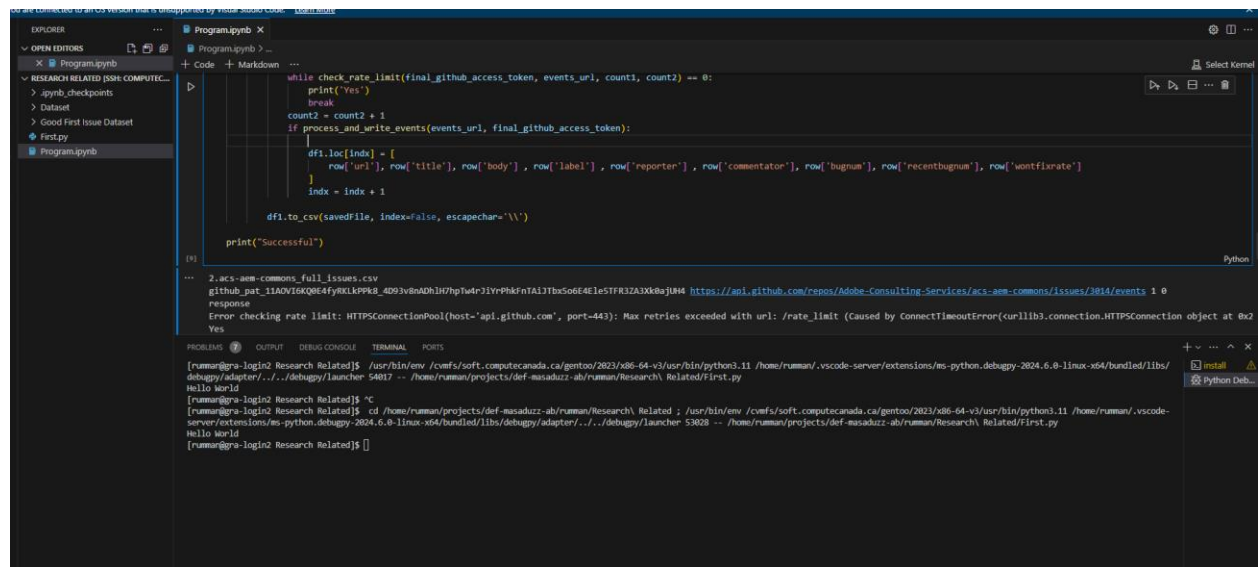 You are connected to an OS version that is unsupported by Visual Studio Code. Learn More
EXPLORER
OPEN EDITORS
Program.ipynb
RESEARCH RELATED [SSH: COMPUTEC...
.ipynb_checkpoints
Dataset
Good First Issue Dataset
First.py
Program.ipynb
Program.ipynb
Program.ipynb > ...
+ Code + Markdown ...
Select Kernel
while check_rate_limit(final_github_access_token, events_url, count1, count2) == 0:
print('Yes')
break
count2 = count2 + 1
if process_and_write_events(events_url, final_github_access_token):
df1.loc[indx] = [
row['url'], row['title'], row['body'] , row['label'] , row['reporter'] , row['commentator'], row['bugnum'], row['recentbugnum'], row['wontfixrate']
]
indx = indx + 1
df1.to_csv(savedFile, index=False, escapechar='\\')
print("Successful")
[9]
Python
... 2.acs-aem-commons_full_issues.csv
https://api.github.com/repos/Adobe-Consulting-Services/acs-aem-commons/issues/3014/events 1 0
response
Error checking rate limit: HTTPSConnectionPool(host='api.github.com', port=443): Max retries exceeded with url: /rate_limit (Caused by ConnectTimeoutError(<urllib3.connection.HTTPSConnection object at 0x2
Yes
PROBLEMS 7 OUTPUT DEBUG CONSOLE TERMINAL PORTS
install
Python Deb...
[rumman@gra-login2 Research Related]$ /usr/bin/env /cvmfs/soft.computecanada.ca/gentoo/2023/x86-64-v3/usr/bin/python3.11 /home/rumman/.vscode-server/extensions/ms-python.debugpy-2024.6.0-linux-x64/bundled/libs/
debugpy/adapter/../../debugpy/launcher 54017 -- /home/rumman/projects/def-masaduzz-ab/rumman/Research\ Related/First.py
Hello World
[rumman@gra-login2 Research Related]$ ^C
[rumman@gra-login2 Research Related]$ cd /home/rumman/projects/def-masaduzz-ab/rumman/Research\ Related ; /usr/bin/env /cvmfs/soft.computecanada.ca/gentoo/2023/x86-64-v3/usr/bin/python3.11 /home/rumman/.vscode-
server/extensions/ms-python.debugpy-2024.6.0-linux-x64/bundled/libs/debugpy/adapter/../../debugpy/launcher 53028 -- /home/rumman/projects/def-masaduzz-ab/rumman/Research\ Related/First.py
Hello World
[rumman@gra-login2 Research Related]$